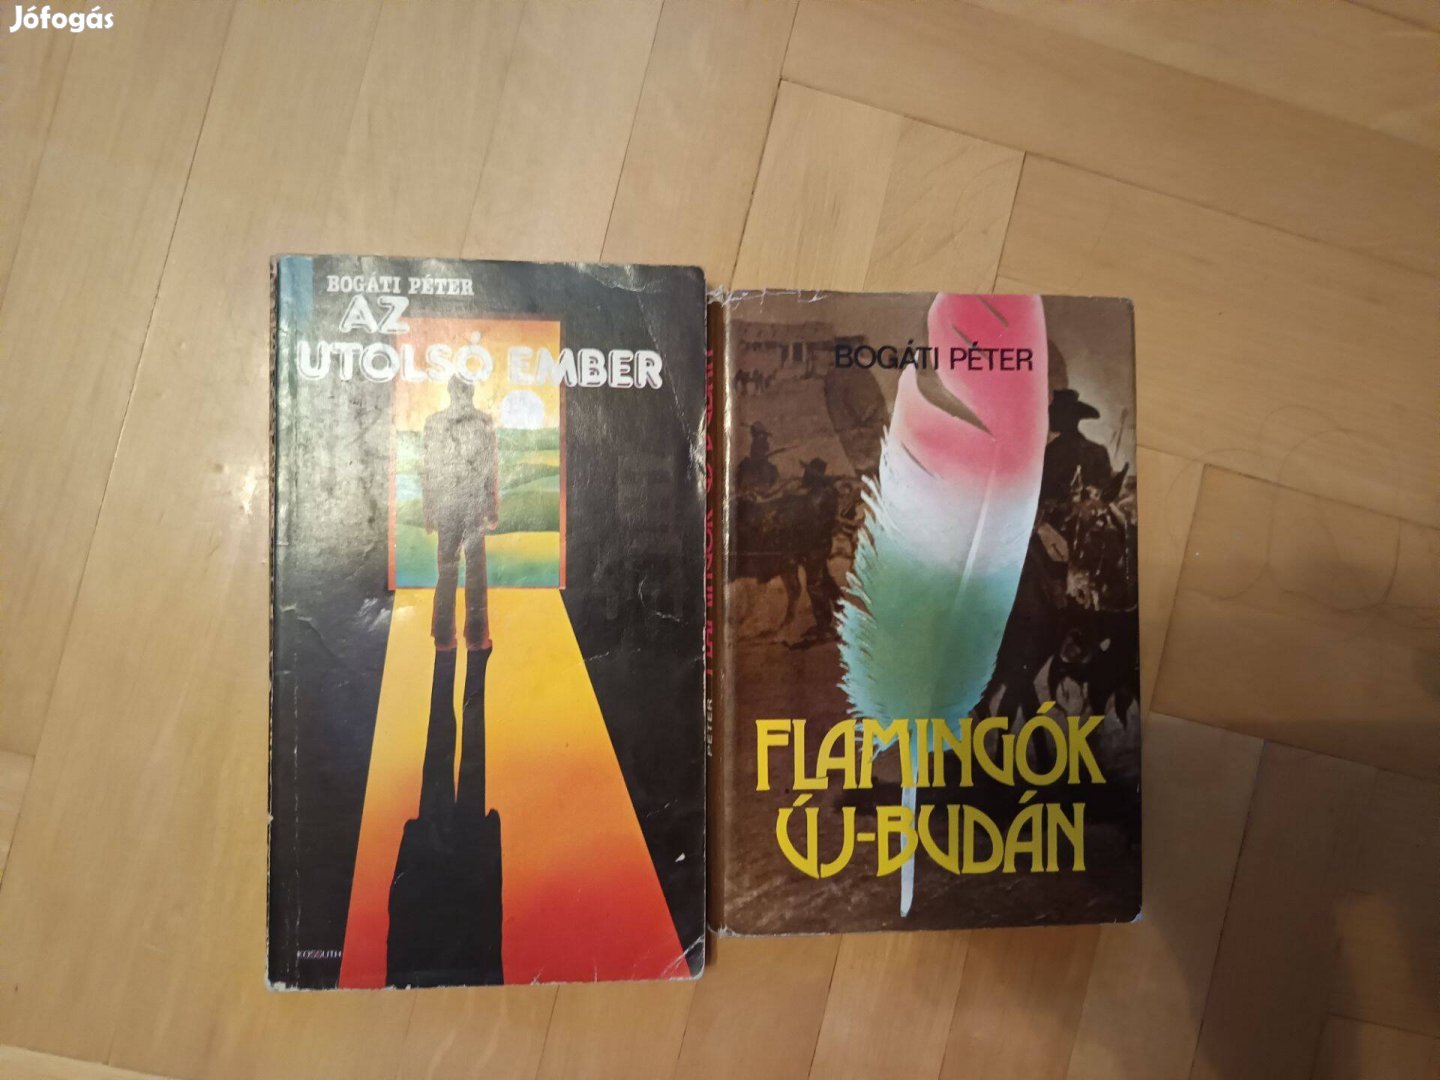 Jófogás
BOGÁTI PÉTER
AZ
UTOLSÓ EMBER
KOSSUTH
PÉTER
BOGÁTI PÉTER
FLAMINGÓK
ÚJ-BUDÁN